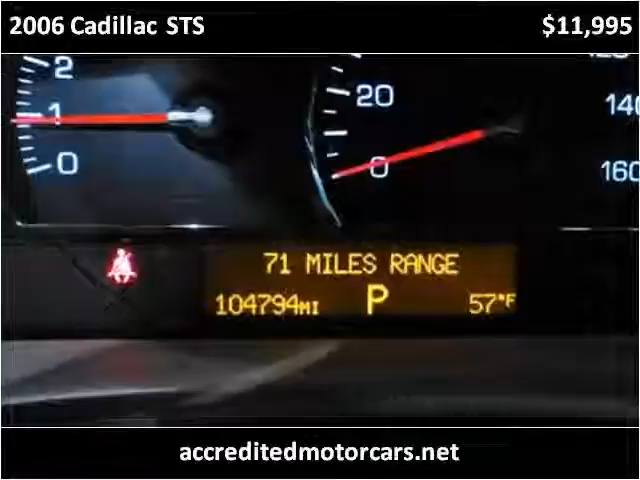 2006 Cadillac STS $11,995
2
1
0
20
0
140
160
71 MILES RANGE
104794MI P 57°F
accreditedmotorcars.net